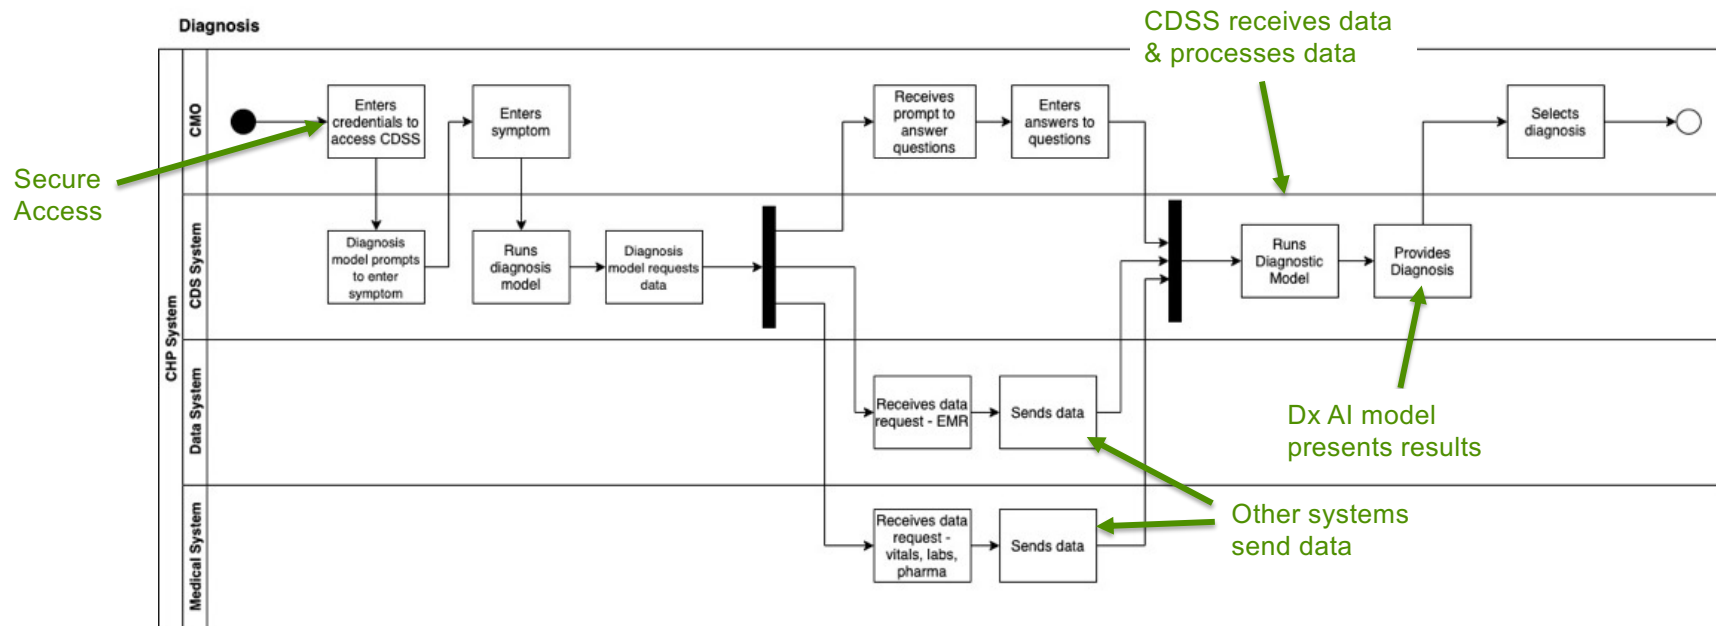 Diagnosis
CDSS receives data
& processes data
Secure
Access
CHP System
CMO
Enters
credentials to
access CDSS
Enters
symptom
Receives
prompt to
answer
questions
Enters
answers to
questions
Selects
diagnosis
CDS System
Diagnosis
model prompts
to enter
symptom
Runs
diagnosis
model
Diagnosis
model requests
data
Runs
Diagnostic
Model
Provides
Diagnosis
Data System
Receives data
request - EMR
Sends data
Dx AI model
presents results
Medical System
Receives data
request -
vitals, labs,
pharma
Sends data
Other systems
send data